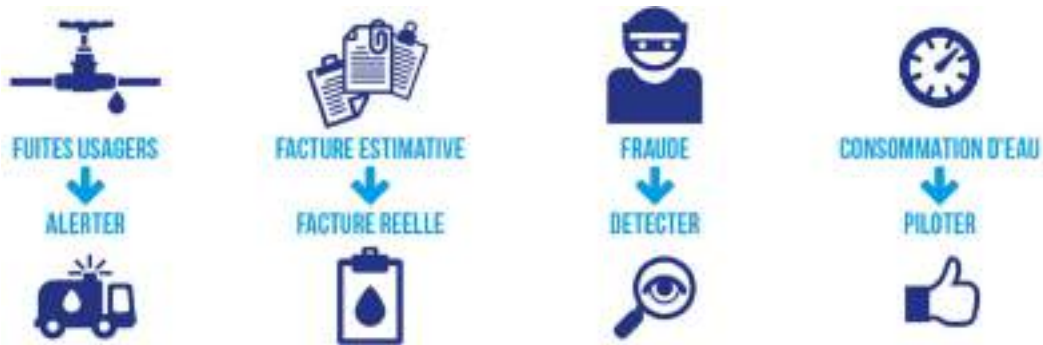 FUITES USAGERS
FACTURE ESTIMATIVE
FRAUDE
CONSOMMATION D'EAU
ALERTER
FACTURE REELLE
DETECTER
PILOTER